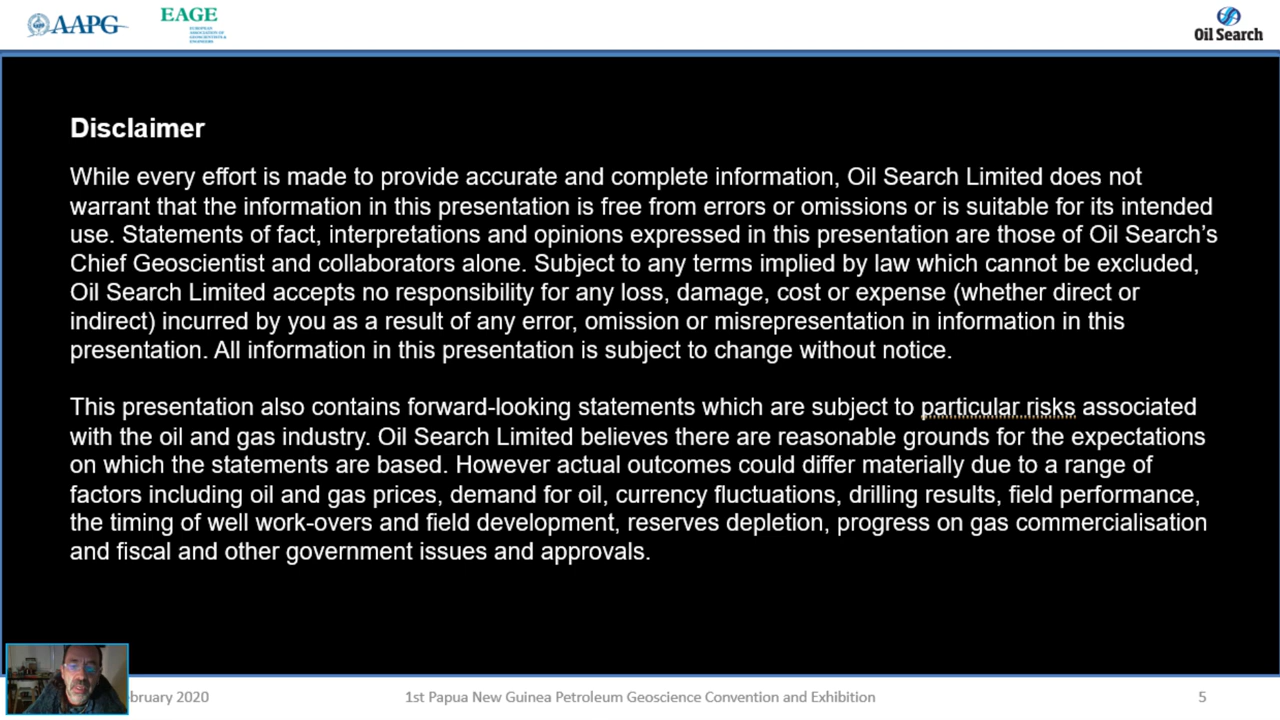 AAPG
EAGE
EUROPEAN
ASSOCIATION OF
GEOSCIENTISTS &
ENGINEERS
Oil Search
Disclaimer
While every effort is made to provide accurate and complete information, Oil Search Limited does not
warrant that the information in this presentation is free from errors or omissions or is suitable for its intended
use. Statements of fact, interpretations and opinions expressed in this presentation are those of Oil Search’s
Chief Geoscientist and collaborators alone. Subject to any terms implied by law which cannot be excluded,
Oil Search Limited accepts no responsibility for any loss, damage, cost or expense (whether direct or
indirect) incurred by you as a result of any error, omission or misrepresentation in information in this
presentation. All information in this presentation is subject to change without notice.
This presentation also contains forward-looking statements which are subject to particular risks associated
with the oil and gas industry. Oil Search Limited believes there are reasonable grounds for the expectations
on which the statements are based. However actual outcomes could differ materially due to a range of
factors including oil and gas prices, demand for oil, currency fluctuations, drilling results, field performance,
the timing of well work-overs and field development, reserves depletion, progress on gas commercialisation
and fiscal and other government issues and approvals.
ebruary 2020
1st Papua New Guinea Petroleum Geoscience Convention and Exhibition
5